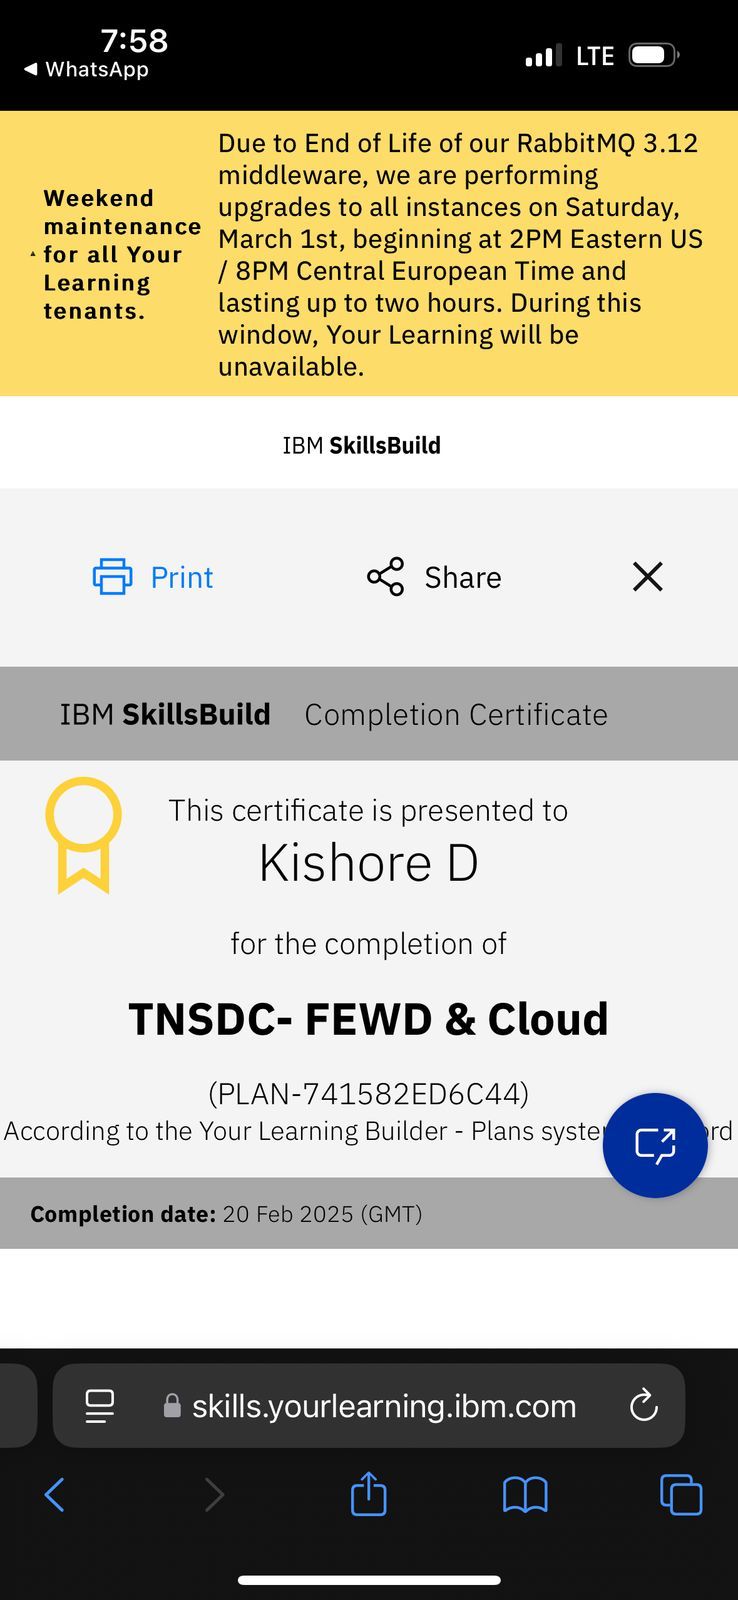 7:58
WhatsApp
LTE
Weekend
maintenance
for all Your
Learning
tenants.
Due to End of Life of our RabbitMQ 3.12
middleware, we are performing
upgrades to all instances on Saturday,
March 1st, beginning at 2PM Eastern US
/ 8PM Central European Time and
lasting up to two hours. During this
window, Your Learning will be
unavailable.
IBM SkillsBuild
Print
Share
IBM SkillsBuild Completion Certificate
This certificate is presented to
Kishore D
for the completion of
TNSDC- FEWD & Cloud
(PLAN-741582ED6C44)
According to the Your Learning Builder - Plans
Completion date: 20 Feb 2025 (GMT)
skills.yourlearning.ibm.com